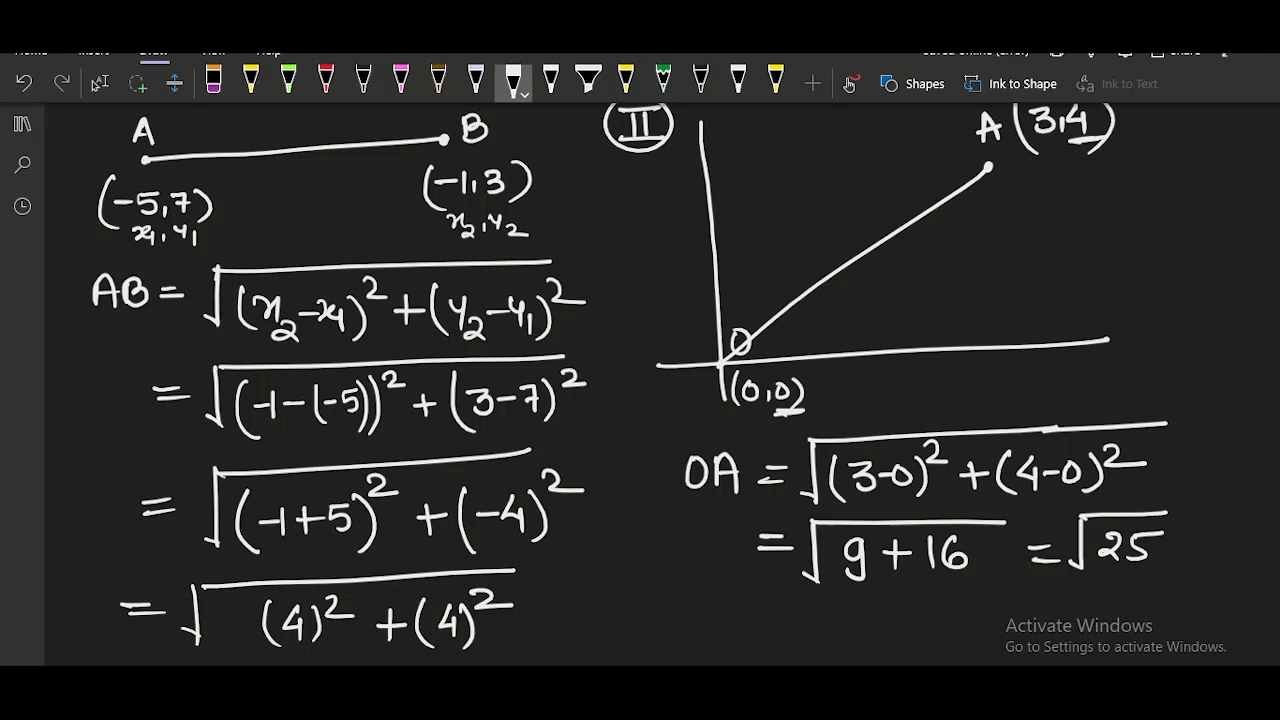 Shapes
Ink to Shape
Ink to Text
A B
(-5,7) (-1,3)
x₁,y₁ x₂,y₂
AB = √(x₂-x₁)²+(y₂-y₁)²
= √(-1-(-5))² + (3-7)²
= √(-1+5)² + (-4)²
= √(4)² + (4)²
II
A (3,4)
O
(0,0)
OA = √(3-0)² + (4-0)²
= √9+16 = √25
Activate Windows
Go to Settings to activate Windows.